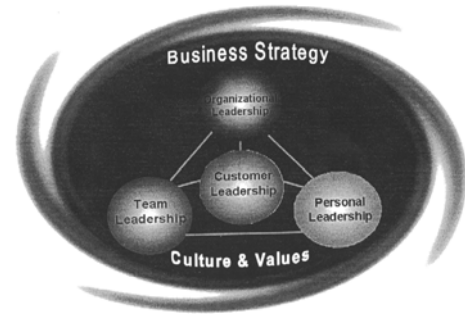 Business Strategy
Organizational
Leadership
Customer
Leadership
Team
Leadership
Personal
Leadership
Culture & Values